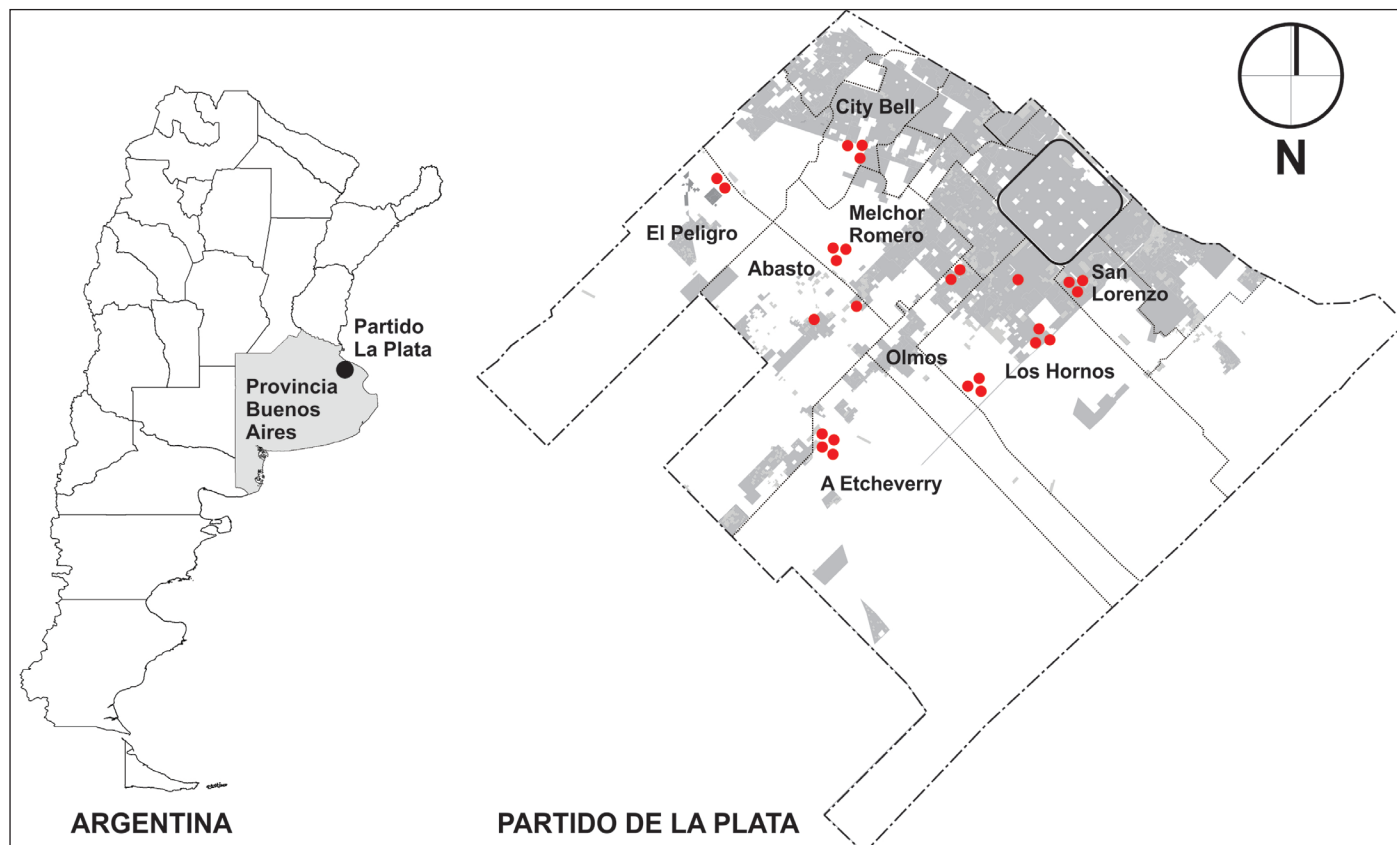 Partido
La Plata
Provincia
Buenos
Aires
ARGENTINA
City Bell
N
El Peligro
Melchor
Romero
Abasto
San
Lorenzo
Olmos
Los Hornos
A Etcheverry
PARTIDO DE LA PLATA